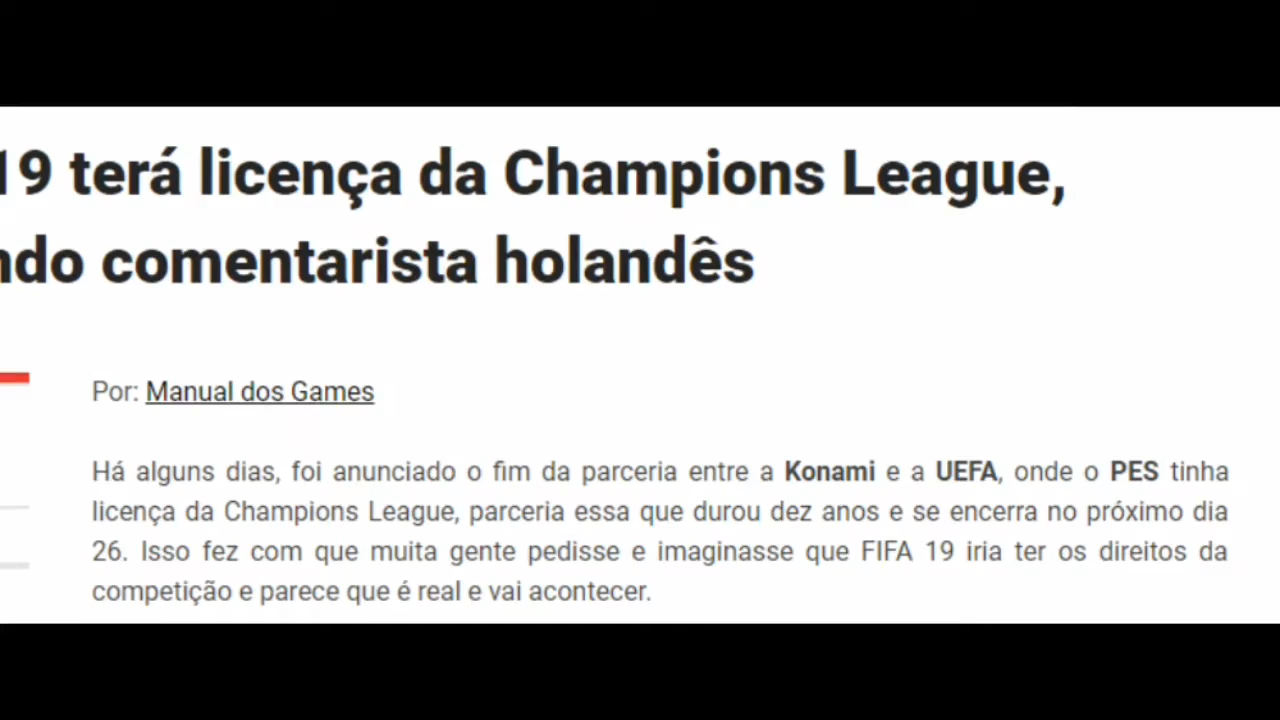 19 terá licença da Champions League,
ndo comentarista holandês
Por: Manual dos Games
Há alguns dias, foi anunciado o fim da parceria entre a Konami e a UEFA, onde o PES tinha
licença da Champions League, parceria essa que durou dez anos e se encerra no próximo dia
26. Isso fez com que muita gente pedisse e imaginasse que FIFA 19 iria ter os direitos da
competição e parece que é real e vai acontecer.